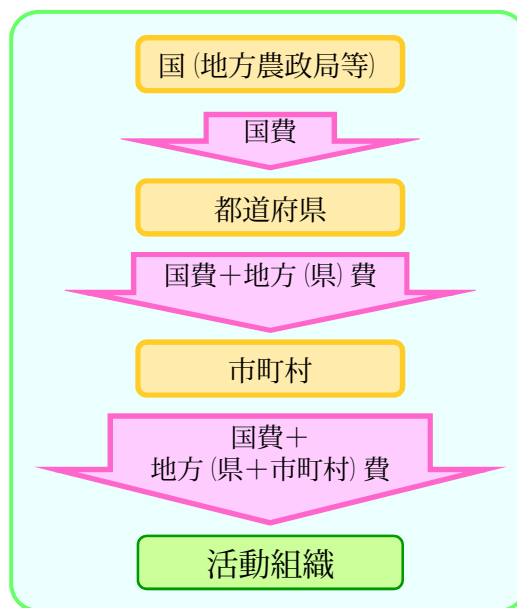 国(地方農政局等)
国費
都道府県
国費＋地方(県)費
市町村
国費＋
地方(県＋市町村)費
活動組織